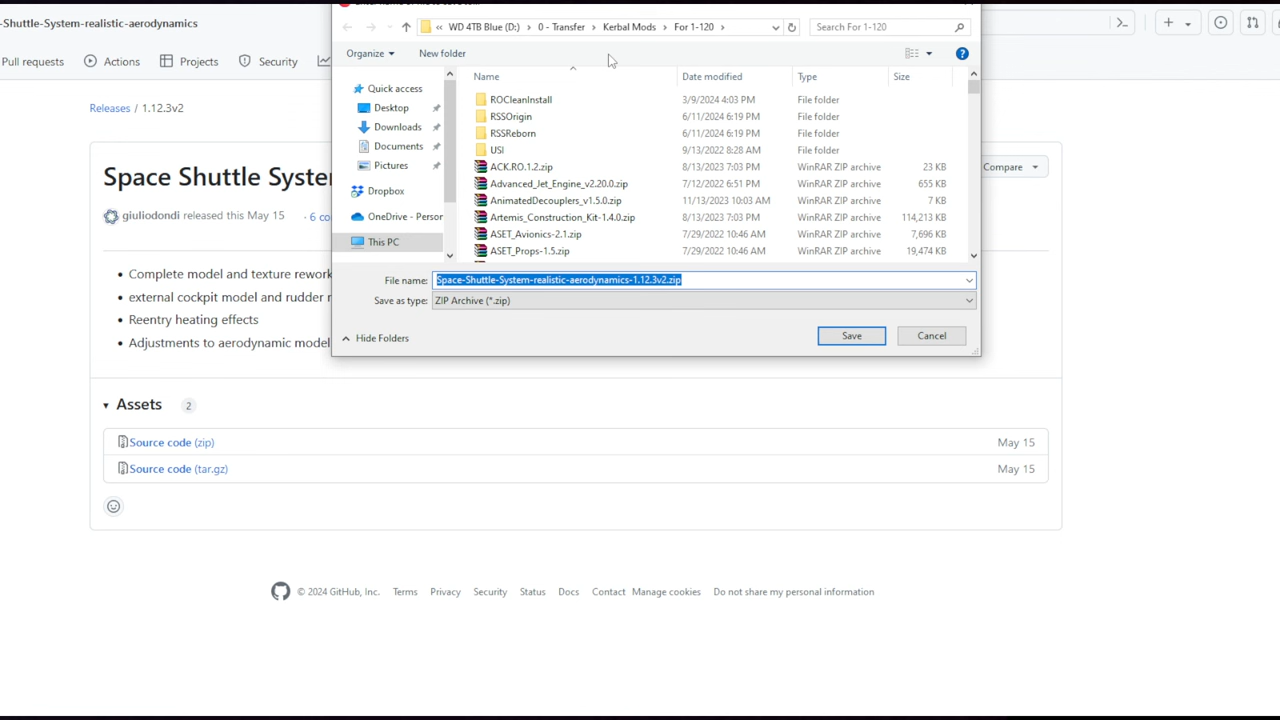 -Shuttle-System-realistic-aerodynamics
Pull requests
Actions
Projects
Security
Releases / 1.12.3v2
Space Shuttle Syste
giuliodondi released this May 15
6 co
Compare
Complete model and texture rework
external cockpit model and rudder
Reentry heating effects
Adjustments to aerodynamic model
WD 4TB Blue (D:) › 0 - Transfer › Kerbal Mods › For 1-120 ›
Search For 1-120
Organize
New folder
Quick access
Desktop
Downloads
Documents
Pictures
Dropbox
OneDrive - Person
This PC
Name Date modified Type Size
ROCleanInstall 3/9/2024 4:03 PM File folder
RSSOrigin 6/11/2024 6:19 PM File folder
RSSReborn 6/11/2024 6:19 PM File folder
USI 9/13/2022 8:28 AM File folder
ACK.RO.1.2.zip 8/13/2023 7:03 PM WinRAR ZIP archive 23 KB
Advanced_Jet_Engine_v2.20.0.zip 7/12/2022 6:51 PM WinRAR ZIP archive 655 KB
AnimatedDecouplers_v1.5.0.zip 11/13/2023 10:03 AM WinRAR ZIP archive 7 KB
Artemis_Construction_Kit-1.4.0.zip 8/13/2023 7:03 PM WinRAR ZIP archive 114,213 KB
ASET_Avionics-2.1.zip 7/29/2022 10:46 AM WinRAR ZIP archive 7,696 KB
ASET_Props-1.5.zip 7/29/2022 10:46 AM WinRAR ZIP archive 19,474 KB
File name: Space-Shuttle-System-realistic-aerodynamics-1.12.3v2.zip
Save as type: ZIP Archive (*.zip)
Hide Folders
Save
Cancel
Assets 2
Source code (zip) May 15
Source code (tar.gz) May 15
© 2024 GitHub, Inc. Terms Privacy Security Status Docs Contact Manage cookies Do not share my personal information